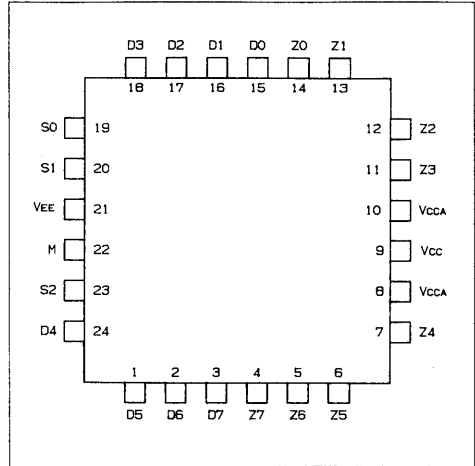 D3 D2 D1 D0 Z0 Z1
18 17 16 15 14 13
S0 19 12 Z2
S1 20 11 Z3
VEE 21 10 VCCA
M 22 9 VCC
S2 23 8 VCCA
D4 24 7 Z4
1 2 3 4 5 6
D5 D6 D7 Z7 Z6 Z5